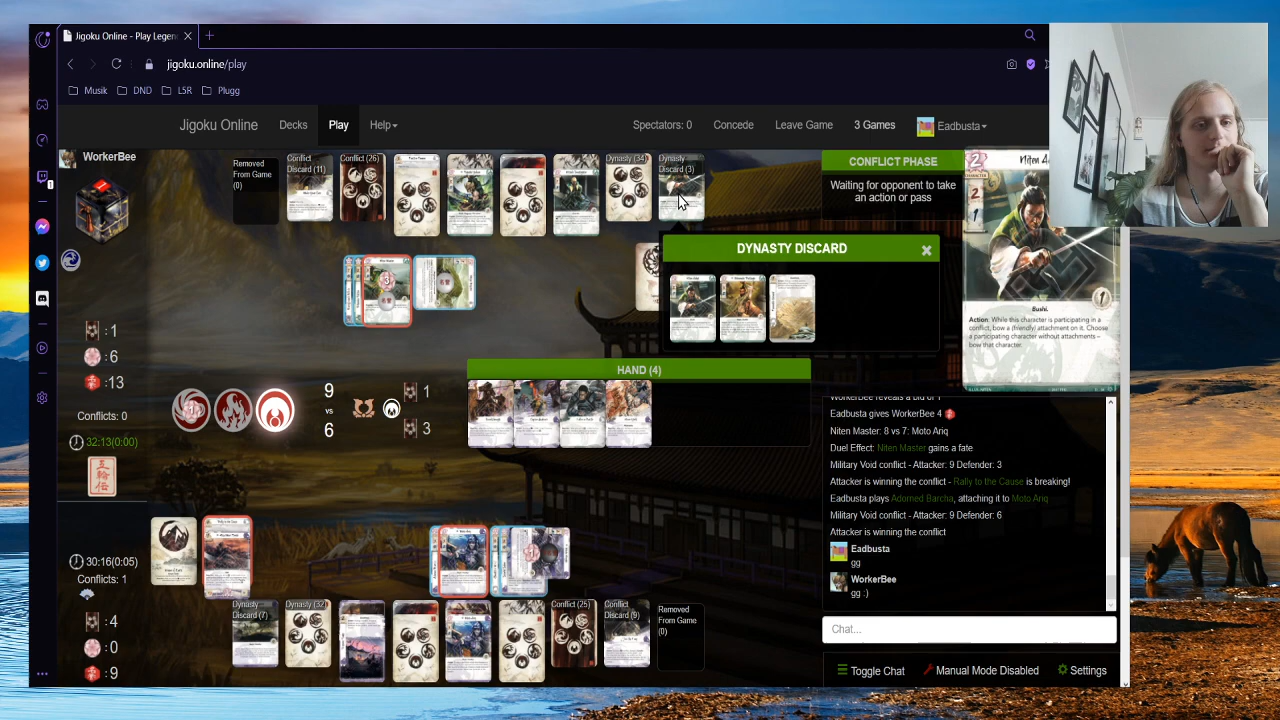 Jigoku Online - Play Legen
jigoku.online/play
Musik
DND
L5R
Plugg
Jigoku Online
Decks
Play
Help
Spectators: 0
Concede
Leave Game
3 Games
Eadbusta
WorkerBee
Removed
From Game
(0)
Conflict
Discard (11)
Conflict (26)
Dynasty (34)
Dynasty
Discard (3)
CONFLICT PHASE
Waiting for opponent to take
an action or pass
DYNASTY DISCARD
Bushi.
Action: While this character is participating in a
conflict, bow a (friendly) attachment on it. Choose
a participating character without attachments –
bow that character.
:1
:6
:13
Conflicts: 0
32:13(0:00)
五輪任
9
vs
6
1
3
HAND (4)
WorkerBee reveals a bid of 1
Eadbusta gives WorkerBee 4
Niten Master: 8 vs 7: Moto Ariq
Duel Effect: Niten Master gains a fate
Military Void conflict - Attacker: 9 Defender: 3
Attacker is winning the conflict - Rally to the Cause is breaking!
Eadbusta plays Adorned Barcha, attaching it to Moto Ariq
Military Void conflict - Attacker: 9 Defender: 6
Attacker is winning the conflict
Eadbusta
gg
WorkerBee
gg :)
30:16(0:05)
Conflicts: 1
:4
:0
:9
Dynasty
Discard (7)
Dynasty (32)
Conflict (25)
Conflict
Discard (9)
Removed
From Game
(0)
Chat...
Toggle Chat
Manual Mode Disabled
Settings